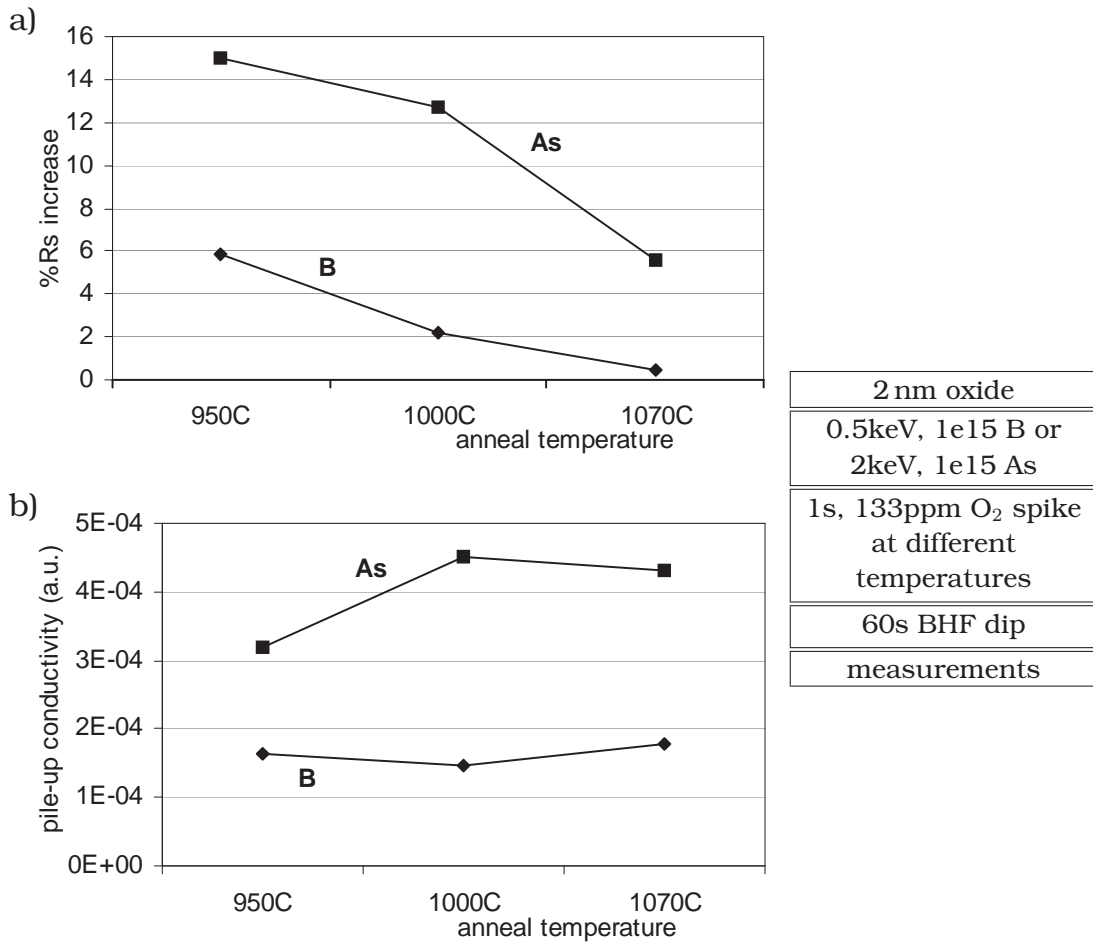 a)
16
14
12
10
8
6
4
2
0
%Rs increase
As
B
950C 1000C 1070C
anneal temperature
2 nm oxide
0.5keV, 1e15 B or
2keV, 1e15 As
1s, 133ppm O₂ spike
at different
temperatures
60s BHF dip
measurements
b)
5E-04
4E-04
3E-04
2E-04
1E-04
0E+00
pile-up conductivity (a.u.)
As
B
950C 1000C 1070C
anneal temperature